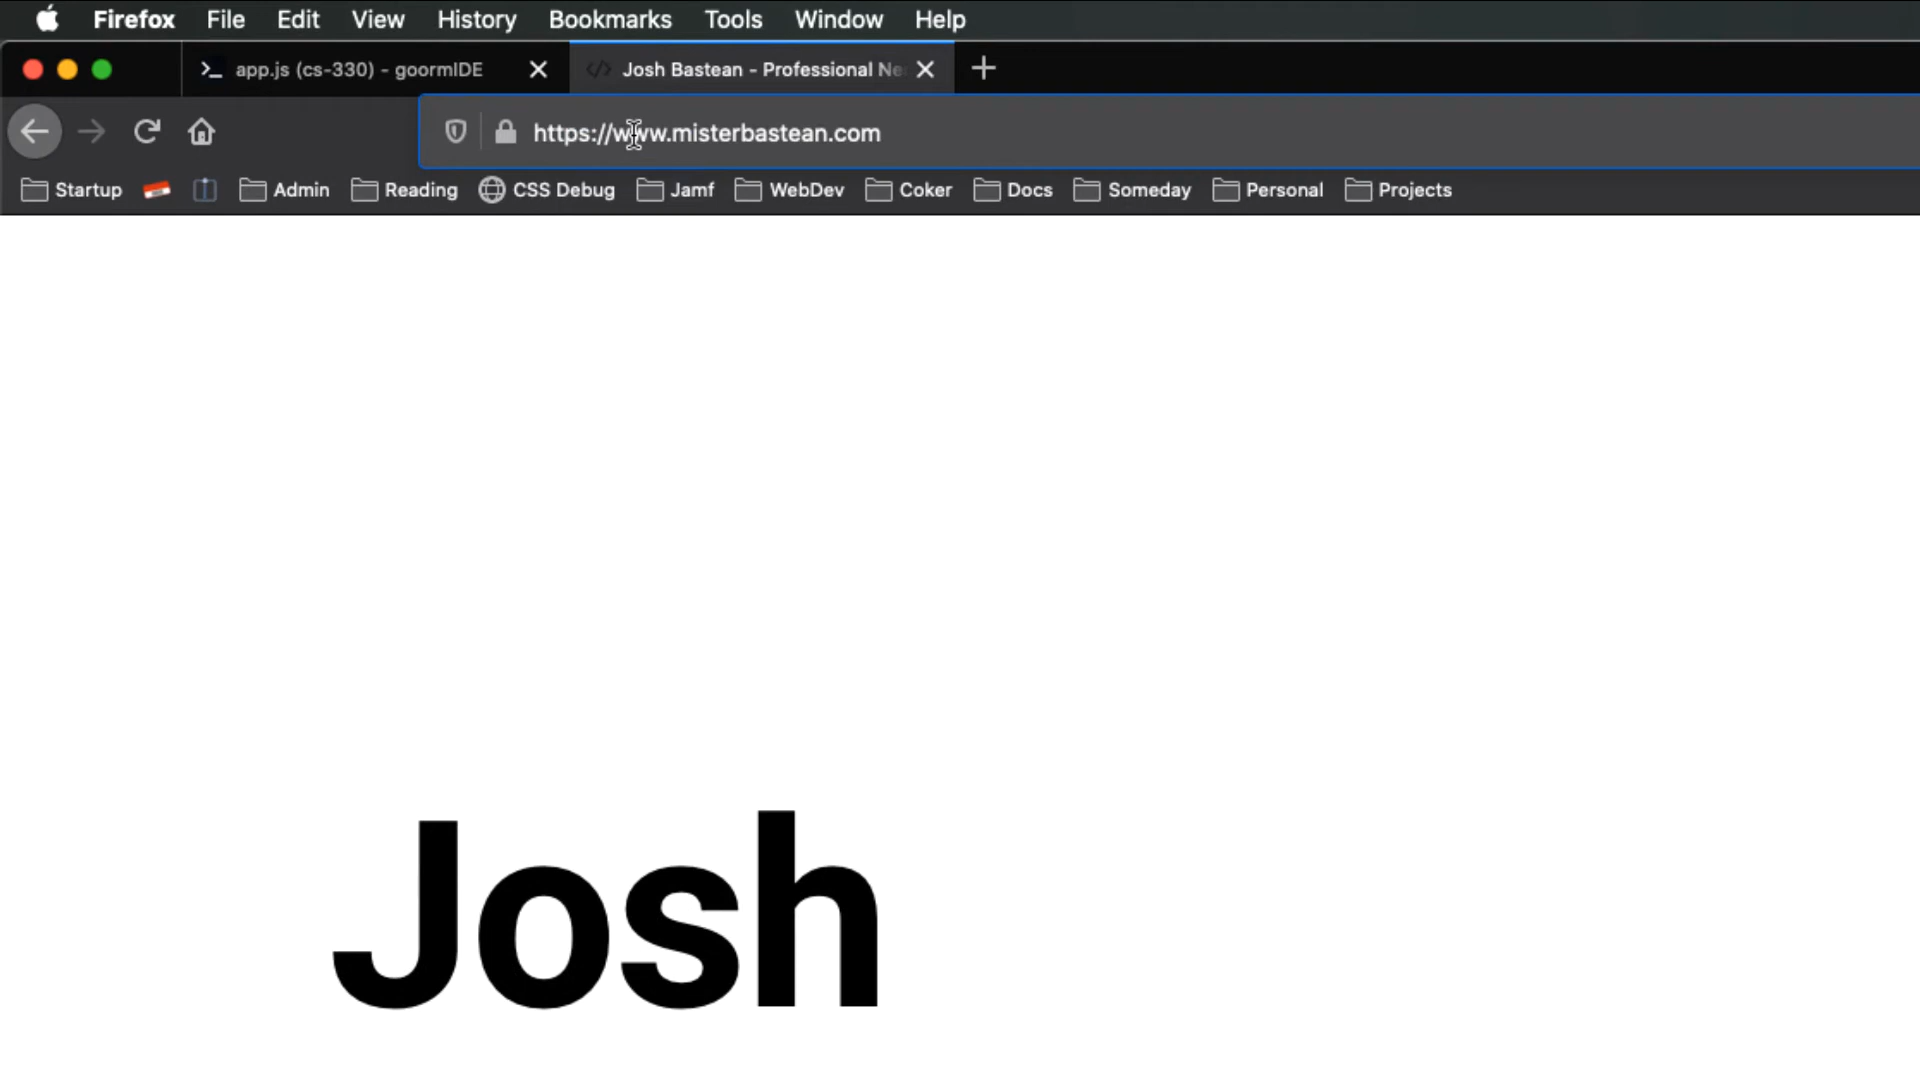 Firefox File Edit View History Bookmarks Tools Window Help
app.js (cs-330) - goormIDE Josh Bastean - Professional Ne
https://www.misterbastean.com
Startup Admin Reading CSS Debug Jamf WebDev Coker Docs Someday Personal Projects
Josh